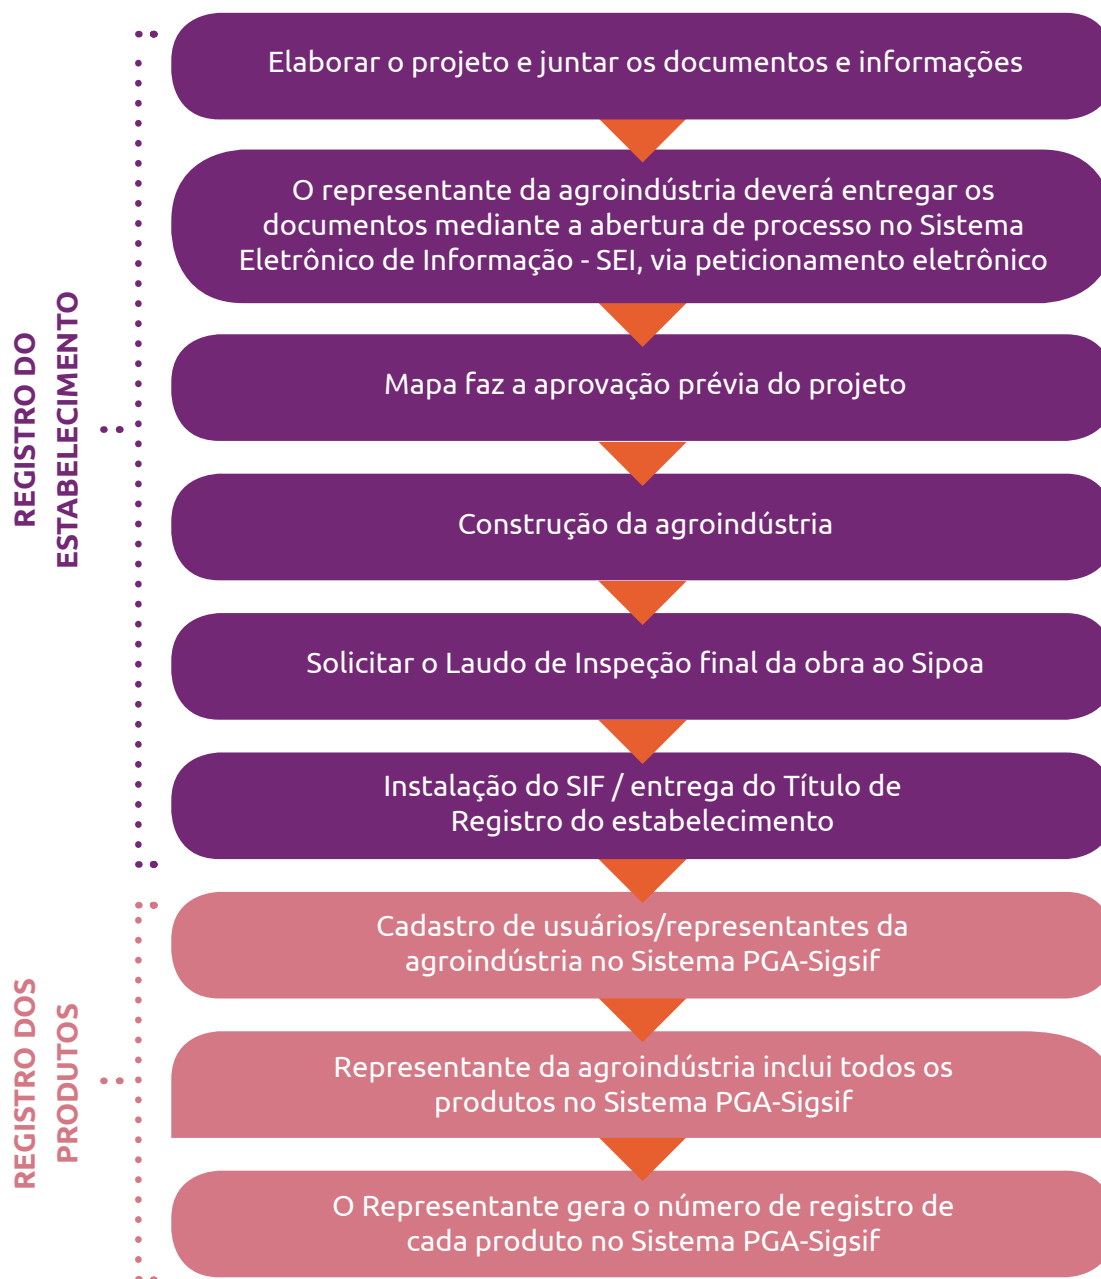 REGISTRO DO
ESTABELECIMENTO
Elaborar o projeto e juntar os documentos e informações
O representante da agroindústria deverá entregar os
documentos mediante a abertura de processo no Sistema
Eletrônico de Informação - SEI, via peticionamento eletrônico
Mapa faz a aprovação prévia do projeto
Construção da agroindústria
Solicitar o Laudo de Inspeção final da obra ao Sipoa
Instalação do SIF / entrega do Título de
Registro do estabelecimento
REGISTRO DOS
PRODUTOS
Cadastro de usuários/representantes da
agroindústria no Sistema PGA-Sigsif
Representante da agroindústria inclui todos os
produtos no Sistema PGA-Sigsif
O Representante gera o número de registro de
cada produto no Sistema PGA-Sigsif